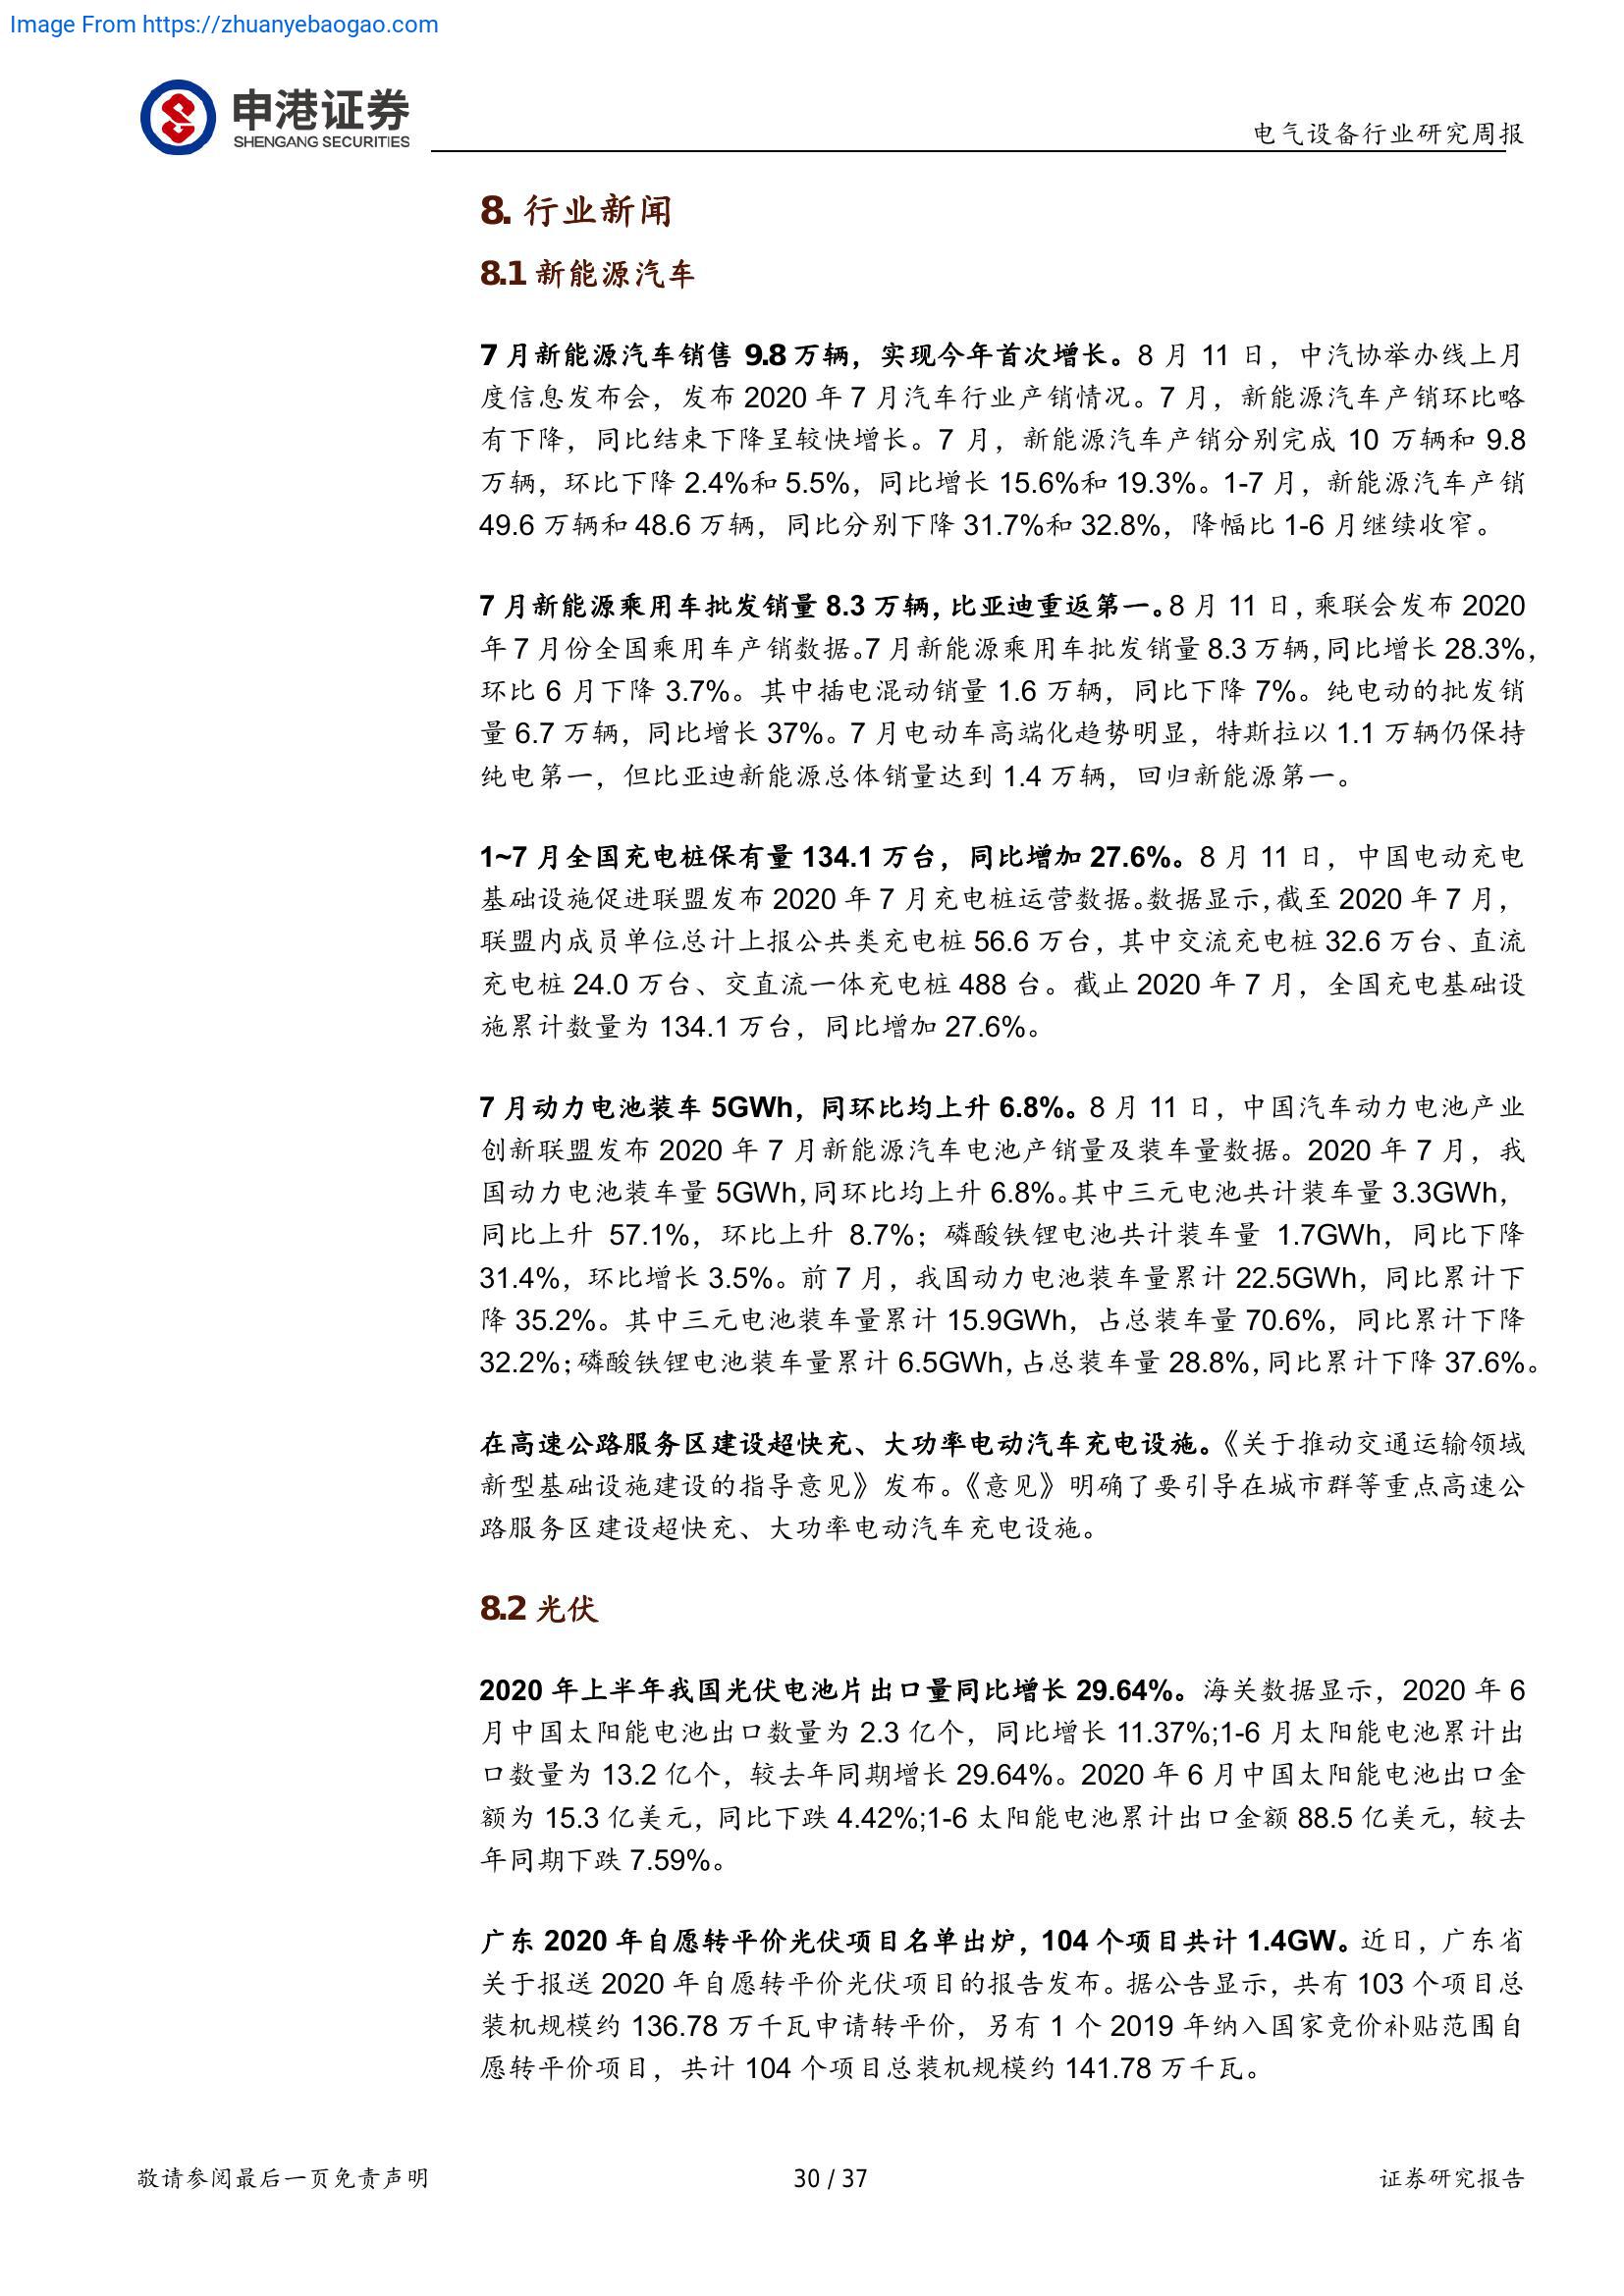 Image From https://zhuanyebaogao.com
申港证券
SHENGANG SECURITIES
电气设备行业研究周报
8. 行业新闻
8.1 新能源汽车
7 月新能源汽车销售 9.8 万辆，实现今年首次增长。8 月 11 日，中汽协举办线上月
度信息发布会，发布 2020 年 7 月汽车行业产销情况。7 月，新能源汽车产销环比略
有下降，同比结束下降呈较快增长。7 月，新能源汽车产销分别完成 10 万辆和 9.8
万辆，环比下降 2.4%和 5.5%，同比增长 15.6%和 19.3%。1-7 月，新能源汽车产销
49.6 万辆和 48.6 万辆，同比分别下降 31.7%和 32.8%，降幅比 1-6 月继续收窄。
7 月新能源乘用车批发销量 8.3 万辆，比亚迪重返第一。8 月 11 日，乘联会发布 2020
年 7 月份全国乘用车产销数据。7 月新能源乘用车批发销量 8.3 万辆，同比增长 28.3%，
环比 6 月下降 3.7%。其中插电混动销量 1.6 万辆，同比下降 7%。纯电动的批发销
量 6.7 万辆，同比增长 37%。7 月电动车高端化趋势明显，特斯拉以 1.1 万辆仍保持
纯电第一，但比亚迪新能源总体销量达到 1.4 万辆，回归新能源第一。
1~7 月全国充电桩保有量 134.1 万台，同比增加 27.6%。8 月 11 日，中国电动充电
基础设施促进联盟发布 2020 年 7 月充电桩运营数据。数据显示，截至 2020 年 7 月，
联盟内成员单位总计上报公共类充电桩 56.6 万台，其中交流充电桩 32.6 万台、直流
充电桩 24.0 万台、交直流一体充电桩 488 台。截止 2020 年 7 月，全国充电基础设
施累计数量为 134.1 万台，同比增加 27.6%。
7 月动力电池装车 5GWh，同环比均上升 6.8%。8 月 11 日，中国汽车动力电池产业
创新联盟发布 2020 年 7 月新能源汽车电池产销量及装车量数据。2020 年 7 月，我
国动力电池装车量 5GWh，同环比均上升 6.8%。其中三元电池共计装车量 3.3GWh，
同比上升 57.1%，环比上升 8.7%；磷酸铁锂电池共计装车量 1.7GWh，同比下降
31.4%，环比增长 3.5%。前 7 月，我国动力电池装车量累计 22.5GWh，同比累计下
降 35.2%。其中三元电池装车量累计 15.9GWh，占总装车量 70.6%，同比累计下降
32.2%；磷酸铁锂电池装车量累计 6.5GWh，占总装车量 28.8%，同比累计下降 37.6%。
在高速公路服务区建设超快充、大功率电动汽车充电设施。《关于推动交通运输领域
新型基础设施建设的指导意见》发布。《意见》明确了要引导在城市群等重点高速公
路服务区建设超快充、大功率电动汽车充电设施。
8.2 光伏
2020 年上半年我国光伏电池片出口量同比增长 29.64%。海关数据显示，2020 年 6
月中国太阳能电池出口数量为 2.3 亿个，同比增长 11.37%;1-6 月太阳能电池累计出
口数量为 13.2 亿个，较去年同期增长 29.64%。2020 年 6 月中国太阳能电池出口金
额为 15.3 亿美元，同比下跌 4.42%;1-6 太阳能电池累计出口金额 88.5 亿美元，较去
年同期下跌 7.59%。
广东 2020 年自愿转平价光伏项目名单出炉，104 个项目共计 1.4GW。近日，广东省
关于报送 2020 年自愿转平价光伏项目的报告发布。据公告显示，共有 103 个项目总
装机规模约 136.78 万千瓦申请转平价，另有 1 个 2019 年纳入国家竞价补贴范围自
愿转平价项目，共计 104 个项目总装机规模约 141.78 万千瓦。
敬请参阅最后一页免责声明
30 / 37
证券研究报告